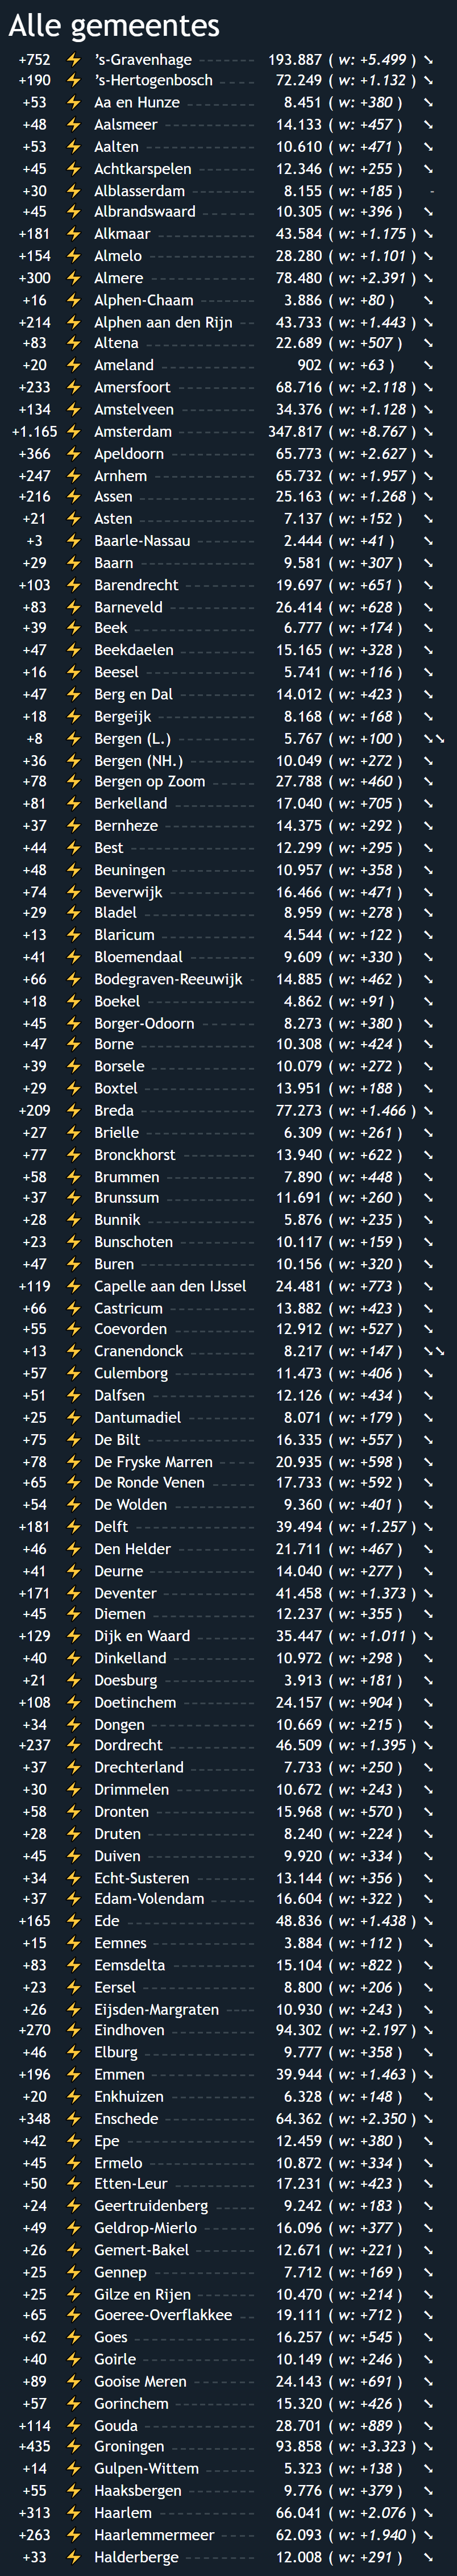 Alle gemeentes
+752 ⚡ ’s-Gravenhage 193.887 ( w: +5.499 ) ↘
+190 ⚡ ’s-Hertogenbosch 72.249 ( w: +1.132 ) ↘
+53 ⚡ Aa en Hunze 8.451 ( w: +380 ) ↘
+48 ⚡ Aalsmeer 14.133 ( w: +457 ) ↘
+53 ⚡ Aalten 10.610 ( w: +471 ) ↘
+45 ⚡ Achtkarspelen 12.346 ( w: +255 ) ↘
+30 ⚡ Alblasserdam 8.155 ( w: +185 ) -
+45 ⚡ Albrandswaard 10.305 ( w: +396 ) ↘
+181 ⚡ Alkmaar 43.584 ( w: +1.175 ) ↘
+154 ⚡ Almelo 28.280 ( w: +1.101 ) ↘
+300 ⚡ Almere 78.480 ( w: +2.391 ) ↘
+16 ⚡ Alphen-Chaam 3.886 ( w: +80 ) ↘
+214 ⚡ Alphen aan den Rijn 43.733 ( w: +1.443 ) ↘
+83 ⚡ Altena 22.689 ( w: +507 ) ↘
+20 ⚡ Ameland 902 ( w: +63 ) ↘
+233 ⚡ Amersfoort 68.716 ( w: +2.118 ) ↘
+134 ⚡ Amstelveen 34.376 ( w: +1.128 ) ↘
+1.165 ⚡ Amsterdam 347.817 ( w: +8.767 ) ↘
+366 ⚡ Apeldoorn 65.773 ( w: +2.627 ) ↘
+247 ⚡ Arnhem 65.732 ( w: +1.957 ) ↘
+216 ⚡ Assen 25.163 ( w: +1.268 ) ↘
+21 ⚡ Asten 7.137 ( w: +152 ) ↘
+3 ⚡ Baarle-Nassau 2.444 ( w: +41 ) ↘
+29 ⚡ Baarn 9.581 ( w: +307 ) ↘
+103 ⚡ Barendrecht 19.697 ( w: +651 ) ↘
+83 ⚡ Barneveld 26.414 ( w: +628 ) ↘
+39 ⚡ Beek 6.777 ( w: +174 ) ↘
+47 ⚡ Beekdaelen 15.165 ( w: +328 ) ↘
+16 ⚡ Beesel 5.741 ( w: +116 ) ↘
+47 ⚡ Berg en Dal 14.012 ( w: +423 ) ↘
+18 ⚡ Bergeijk 8.168 ( w: +168 ) ↘
+8 ⚡ Bergen (L.) 5.767 ( w: +100 ) ↘↘
+36 ⚡ Bergen (NH.) 10.049 ( w: +272 ) ↘
+78 ⚡ Bergen op Zoom 27.788 ( w: +460 ) ↘
+81 ⚡ Berkelland 17.040 ( w: +705 ) ↘
+37 ⚡ Bernheze 14.375 ( w: +292 ) ↘
+44 ⚡ Best 12.299 ( w: +295 ) ↘
+48 ⚡ Beuningen 10.957 ( w: +358 ) ↘
+74 ⚡ Beverwijk 16.466 ( w: +471 ) ↘
+29 ⚡ Bladel 8.959 ( w: +278 ) ↘
+13 ⚡ Blaricum 4.544 ( w: +122 ) ↘
+41 ⚡ Bloemendaal 9.609 ( w: +330 ) ↘
+66 ⚡ Bodegraven-Reeuwijk 14.885 ( w: +462 ) ↘
+18 ⚡ Boekel 4.862 ( w: +91 ) ↘
+45 ⚡ Borger-Odoorn 8.273 ( w: +380 ) ↘
+47 ⚡ Borne 10.308 ( w: +424 ) ↘
+39 ⚡ Borsele 10.079 ( w: +272 ) ↘
+29 ⚡ Boxtel 13.951 ( w: +188 ) ↘
+209 ⚡ Breda 77.273 ( w: +1.466 ) ↘
+27 ⚡ Brielle 6.309 ( w: +261 ) ↘
+77 ⚡ Bronckhorst 13.940 ( w: +622 ) ↘
+58 ⚡ Brummen 7.890 ( w: +448 ) ↘
+37 ⚡ Brunssum 11.691 ( w: +260 ) ↘
+28 ⚡ Bunnik 5.876 ( w: +235 ) ↘
+23 ⚡ Bunschoten 10.117 ( w: +159 ) ↘
+47 ⚡ Buren 10.156 ( w: +320 ) ↘
+119 ⚡ Capelle aan den IJssel 24.481 ( w: +773 ) ↘
+66 ⚡ Castricum 13.882 ( w: +423 ) ↘
+55 ⚡ Coevorden 12.912 ( w: +527 ) ↘
+13 ⚡ Cranendonck 8.217 ( w: +147 ) ↘↘
+57 ⚡ Culemborg 11.473 ( w: +406 ) ↘
+51 ⚡ Dalfsen 12.126 ( w: +434 ) ↘
+25 ⚡ Dantumadiel 8.071 ( w: +179 ) ↘
+75 ⚡ De Bilt 16.335 ( w: +557 ) ↘
+78 ⚡ De Fryske Marren 20.935 ( w: +598 ) ↘
+65 ⚡ De Ronde Venen 17.733 ( w: +592 ) ↘
+54 ⚡ De Wolden 9.360 ( w: +401 ) ↘
+181 ⚡ Delft 39.494 ( w: +1.257 ) ↘
+46 ⚡ Den Helder 21.711 ( w: +467 ) ↘
+41 ⚡ Deurne 14.040 ( w: +277 ) ↘
+171 ⚡ Deventer 41.458 ( w: +1.373 ) ↘
+45 ⚡ Diemen 12.237 ( w: +355 ) ↘
+129 ⚡ Dijk en Waard 35.447 ( w: +1.011 ) ↘
+40 ⚡ Dinkelland 10.972 ( w: +298 ) ↘
+21 ⚡ Doesburg 3.913 ( w: +181 ) ↘
+108 ⚡ Doetinchem 24.157 ( w: +904 ) ↘
+34 ⚡ Dongen 10.669 ( w: +215 ) ↘
+237 ⚡ Dordrecht 46.509 ( w: +1.395 ) ↘
+37 ⚡ Drechterland 7.733 ( w: +250 ) ↘
+30 ⚡ Drimmelen 10.672 ( w: +243 ) ↘
+58 ⚡ Dronten 15.968 ( w: +570 ) ↘
+28 ⚡ Druten 8.240 ( w: +224 ) ↘
+45 ⚡ Duiven 9.920 ( w: +334 ) ↘
+34 ⚡ Echt-Susteren 13.144 ( w: +356 ) ↘
+37 ⚡ Edam-Volendam 16.604 ( w: +322 ) ↘
+165 ⚡ Ede 48.836 ( w: +1.438 ) ↘
+15 ⚡ Eemnes 3.884 ( w: +112 ) ↘
+83 ⚡ Eemsdelta 15.104 ( w: +822 ) ↘
+23 ⚡ Eersel 8.800 ( w: +206 ) ↘
+26 ⚡ Eijsden-Margraten 10.930 ( w: +243 ) ↘
+270 ⚡ Eindhoven 94.302 ( w: +2.197 ) ↘
+46 ⚡ Elburg 9.777 ( w: +358 ) ↘
+196 ⚡ Emmen 39.944 ( w: +1.463 ) ↘
+20 ⚡ Enkhuizen 6.328 ( w: +148 ) ↘
+348 ⚡ Enschede 64.362 ( w: +2.350 ) ↘
+42 ⚡ Epe 12.459 ( w: +380 ) ↘
+45 ⚡ Ermelo 10.872 ( w: +334 ) ↘
+50 ⚡ Etten-Leur 17.231 ( w: +423 ) ↘
+24 ⚡ Geertruidenberg 9.242 ( w: +183 ) ↘
+49 ⚡ Geldrop-Mierlo 16.096 ( w: +377 ) ↘
+26 ⚡ Gemert-Bakel 12.671 ( w: +221 ) ↘
+25 ⚡ Gennep 7.712 ( w: +169 ) ↘
+25 ⚡ Gilze en Rijen 10.470 ( w: +214 ) ↘
+65 ⚡ Goeree-Overflakkee 19.111 ( w: +712 ) ↘
+62 ⚡ Goes 16.257 ( w: +545 ) ↘
+40 ⚡ Goirle 10.149 ( w: +246 ) ↘
+89 ⚡ Gooise Meren 24.143 ( w: +691 ) ↘
+57 ⚡ Gorinchem 15.320 ( w: +426 ) ↘
+114 ⚡ Gouda 28.701 ( w: +889 ) ↘
+435 ⚡ Groningen 93.858 ( w: +3.323 ) ↘
+14 ⚡ Gulpen-Wittem 5.323 ( w: +138 ) ↘
+55 ⚡ Haaksbergen 9.776 ( w: +379 ) ↘
+313 ⚡ Haarlem 66.041 ( w: +2.076 ) ↘
+263 ⚡ Haarlemmermeer 62.093 ( w: +1.940 ) ↘
+33 ⚡ Halderberge 12.008 ( w: +291 ) ↘